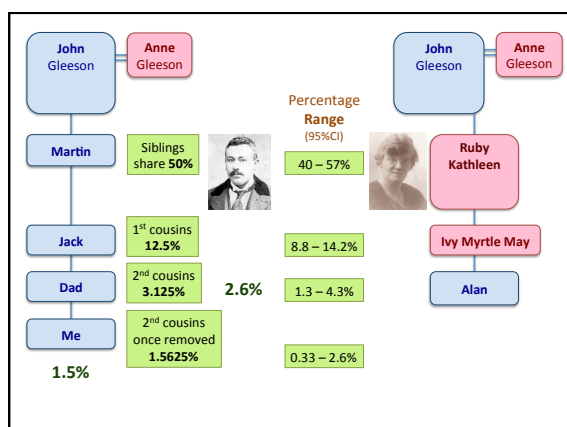 John
Gleeson
Anne
Gleeson
John
Gleeson
Anne
Gleeson
Percentage
Range
(95%CI)
Martin
Siblings
share 50%
40 – 57%
Ruby
Kathleen
Jack
1st cousins
12.5%
8.8 – 14.2%
Ivy Myrtle May
Dad
2nd cousins
3.125%
2.6%
1.3 – 4.3%
Alan
Me
2nd cousins
once removed
1.5625%
0.33 – 2.6%
1.5%